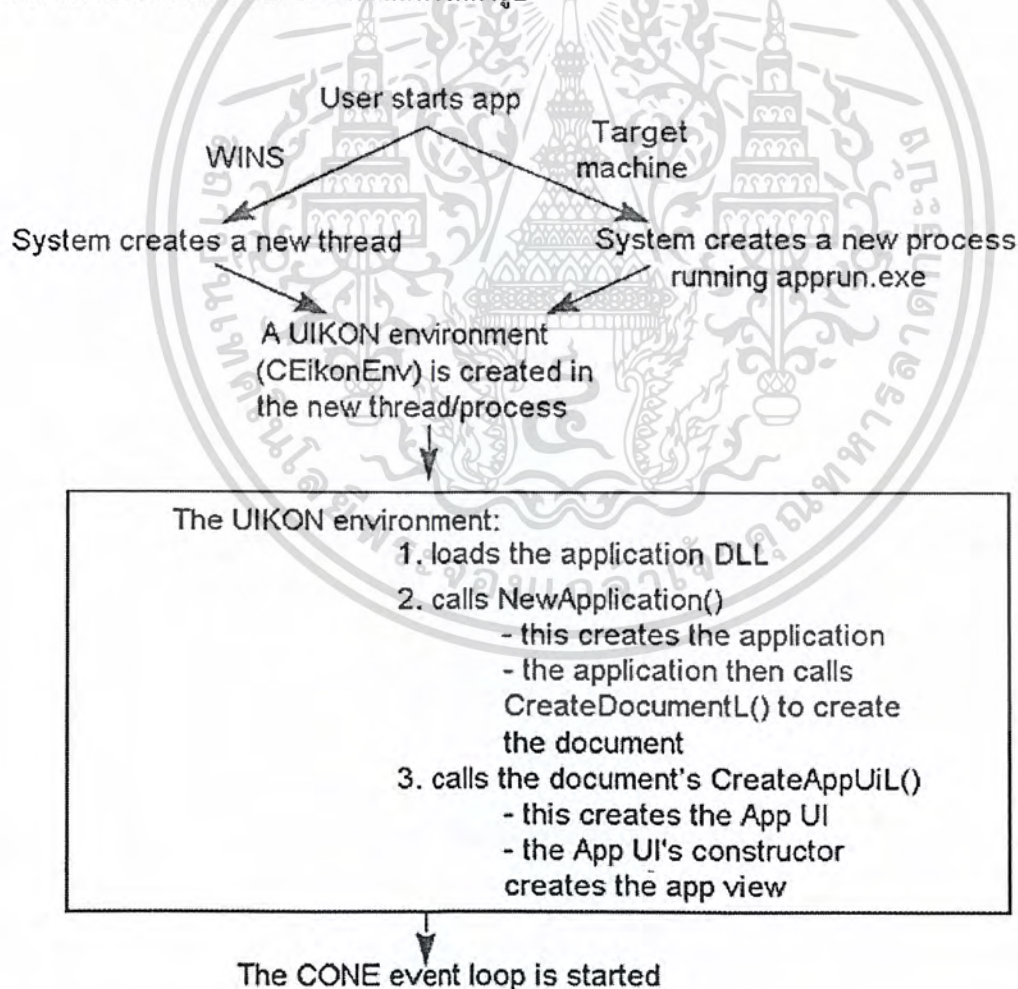 User starts app
WINS
Target
machine
System creates a new thread
System creates a new process
running apprun.exe
A UIKON environment
(CEikonEnv) is created in
the new thread/process
The UIKON environment:
1. loads the application DLL
2. calls NewApplication()
- this creates the application
- the application then calls
CreateDocumentL() to create
the document
3. calls the document's CreateAppUiL()
- this creates the App UI
- the App UI's constructor
creates the app view
The CONE event loop is started